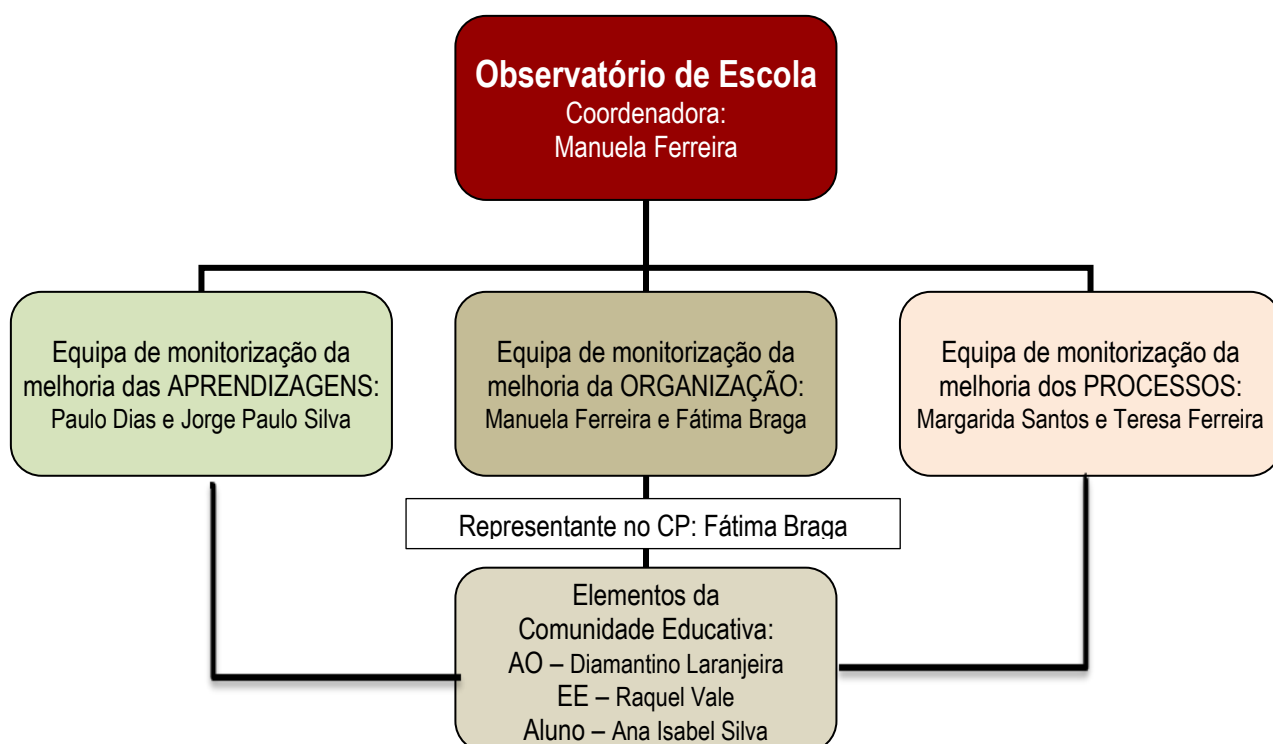 Observatório de Escola
Coordenadora:
Manuela Ferreira
Equipa de monitorização da
melhoria das APRENDIZAGENS:
Paulo Dias e Jorge Paulo Silva
Equipa de monitorização da
melhoria da ORGANIZAÇÃO:
Manuela Ferreira e Fátima Braga
Equipa de monitorização da
melhoria dos PROCESSOS:
Margarida Santos e Teresa Ferreira
Representante no CP: Fátima Braga
Elementos da
Comunidade Educativa:
AO – Diamantino Laranjeira
EE – Raquel Vale
Aluno – Ana Isabel Silva